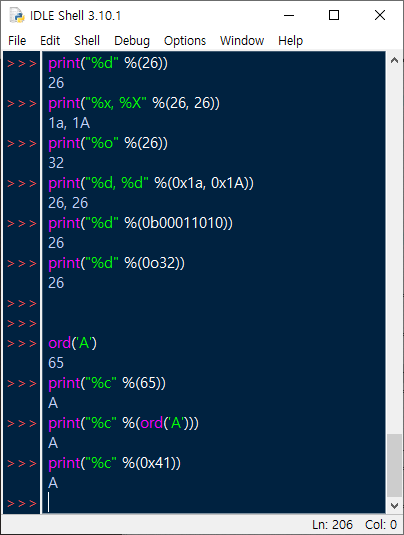 IDLE Shell 3.10.1
File Edit Shell Debug Options Window Help
>>> print("%d" %(26))
26
>>> print("%x, %X" %(26, 26))
1a, 1A
>>> print("%o" %(26))
32
>>> print("%d, %d" %(0x1a, 0x1A))
26, 26
>>> print("%d" %(0b00011010))
26
>>> print("%d" %(0o32))
26
>>>
>>>
>>> ord('A')
65
>>> print("%c" %(65))
A
>>> print("%c" %(ord('A')))
A
>>> print("%c" %(0x41))
A
>>>
Ln: 206 Col: 0